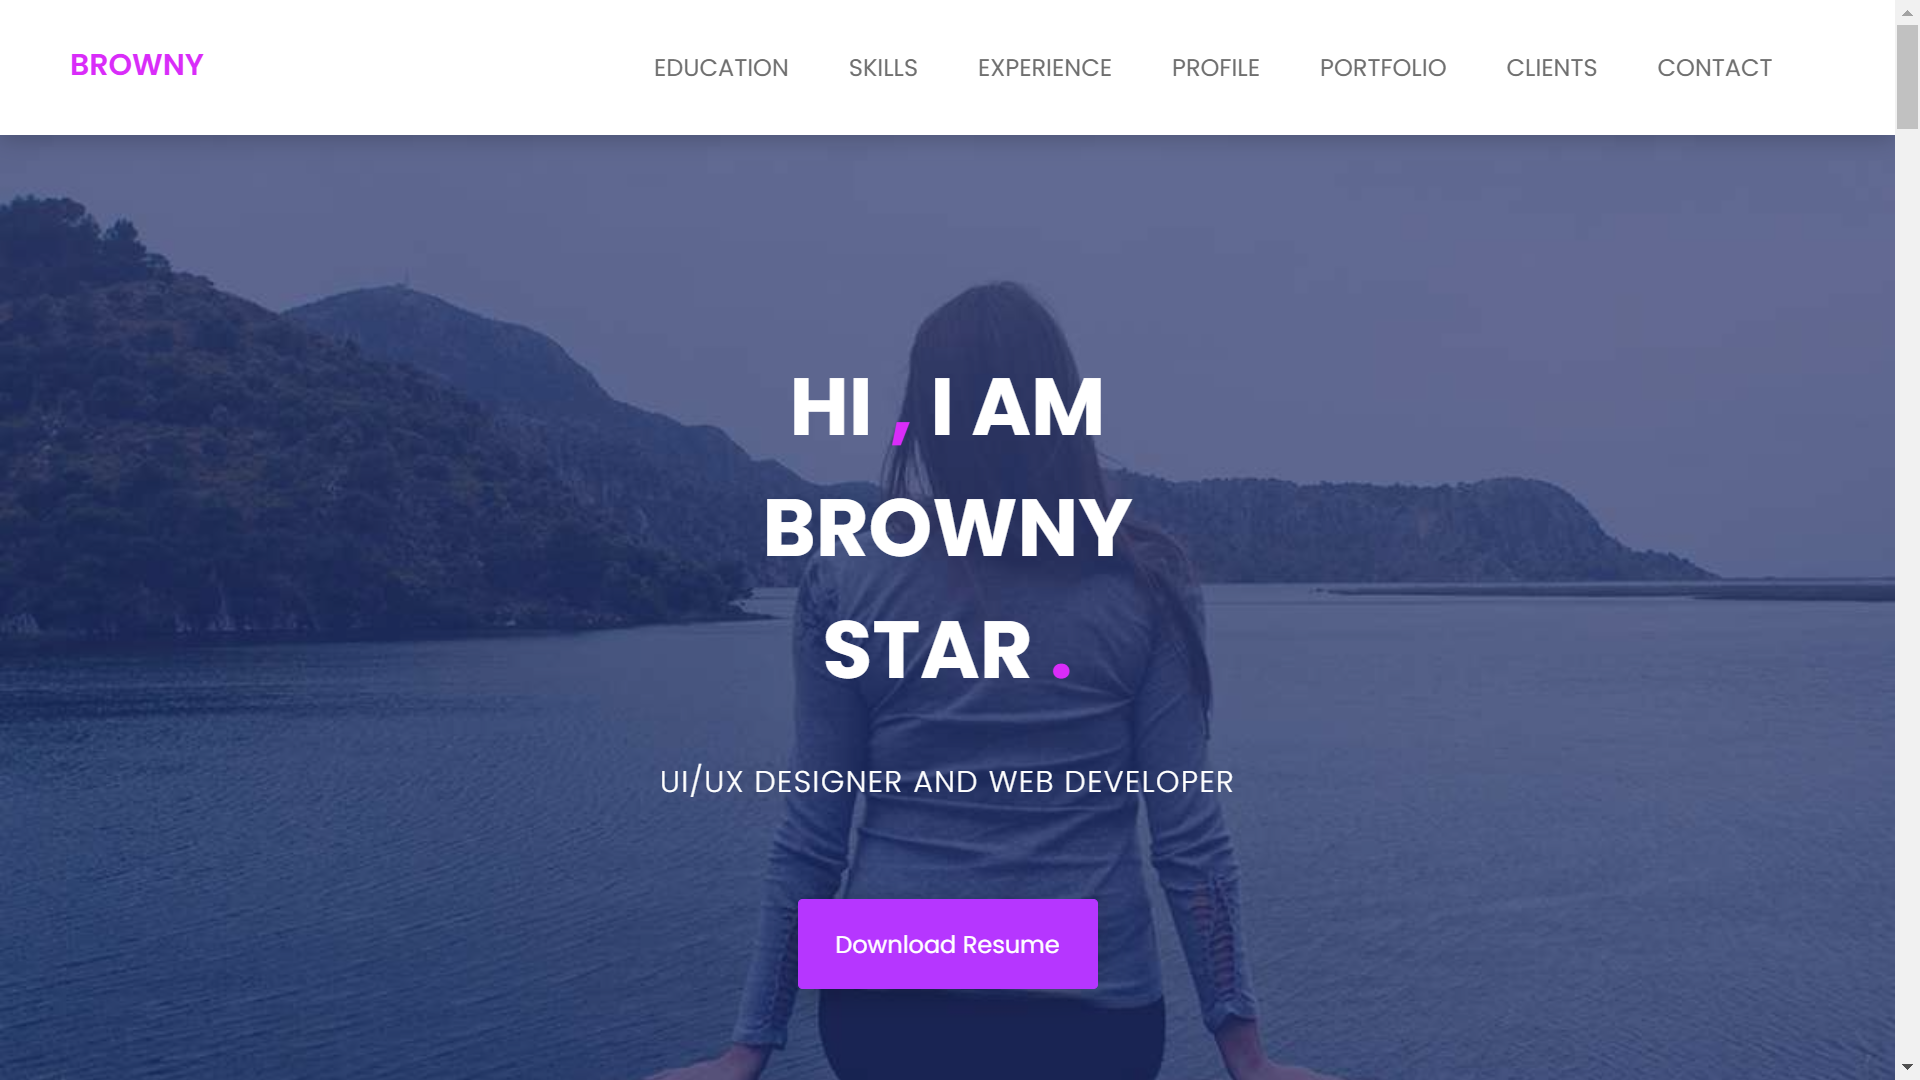 BROWNY
EDUCATION SKILLS EXPERIENCE PROFILE PORTFOLIO CLIENTS CONTACT
HI , I AM
BROWNY
STAR .
UI/UX DESIGNER AND WEB DEVELOPER
Download Resume